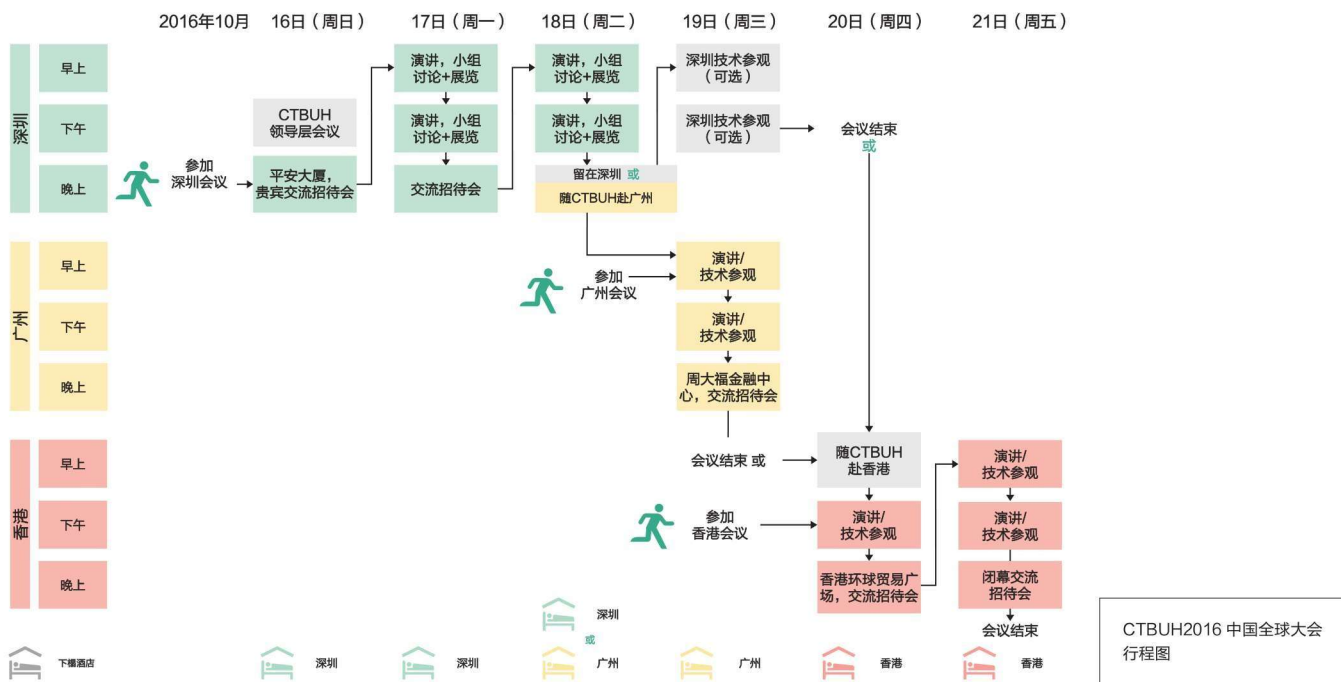 2016年10月
16日（周日）
17日（周一）
18日（周二）
19日（周三）
20日（周四）
21日（周五）
深圳
早上
演讲，小组
讨论+展览
演讲，小组
讨论+展览
深圳技术参观
（可选）
下午
CTBUH
领导层会议
演讲，小组
讨论+展览
演讲，小组
讨论+展览
深圳技术参观
（可选）
会议结束
或
晚上
参加
深圳会议
平安大厦，
贵宾交流招待会
交流招待会
留在深圳 或
随CTBUH赴广州
广州
早上
参加
广州会议
演讲/
技术参观
下午
演讲/
技术参观
晚上
周大福金融中
心，交流招待会
香港
早上
会议结束 或
随CTBUH
赴香港
演讲/
技术参观
下午
参加
香港会议
演讲/
技术参观
演讲/
技术参观
晚上
香港环球贸易广
场，交流招待会
闭幕交流
招待会
会议结束
下榻酒店
深圳
深圳
深圳
或
广州
广州
香港
香港
CTBUH2016 中国全球大会
行程图